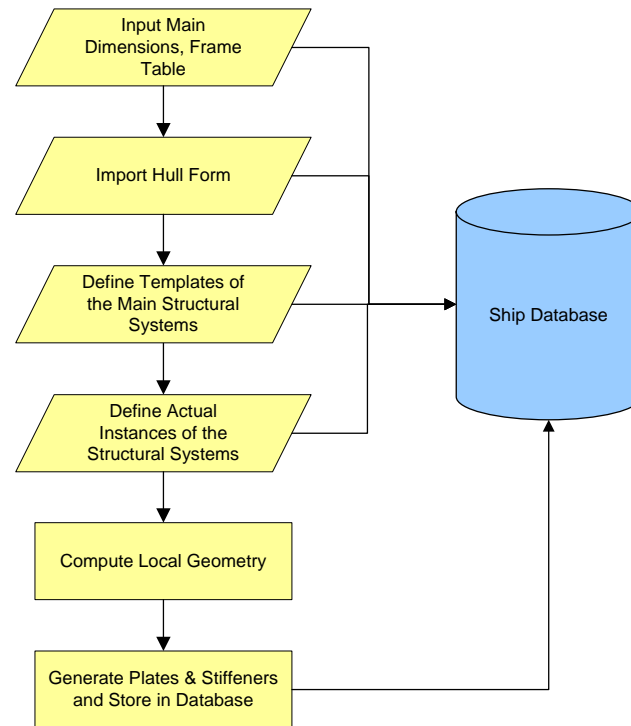 Input Main
Dimensions, Frame
Table
Import Hull Form
Define Templates of
the Main Structural
Systems
Ship Database
Define Actual
Instances of the
Structural Systems
Compute Local Geometry
Generate Plates & Stiffeners
and Store in Database